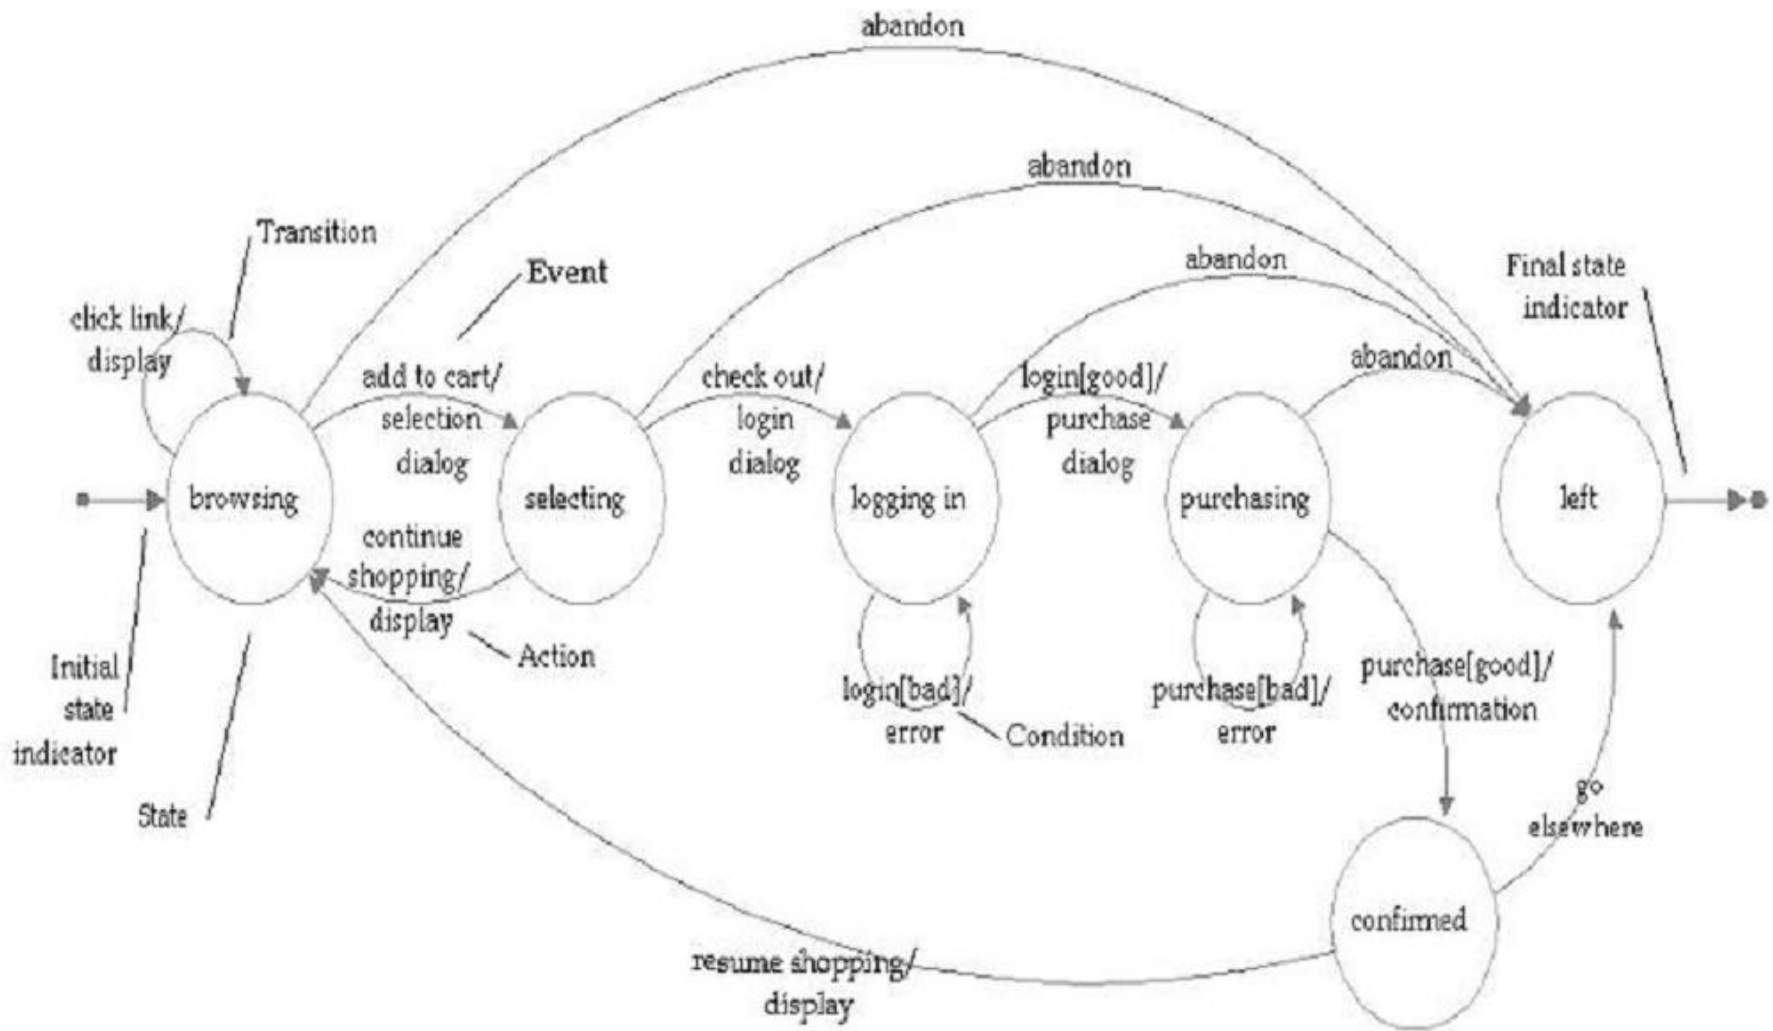 abandon
abandon
Transition
abandon
Event
Final state
indicator
click link/
display
abandon
add to cart/
selection
dialog
check out/
login
dialog
login[good]/
purchase
dialog
browsing
selecting
logging in
purchasing
left
continue
shopping/
display
Action
Initial
state
indicator
State
login[bad]/
error
Condition
purchase[bad]/
error
purchase[good]/
confirmation
go
elsewhere
confirmed
resume shopping/
display